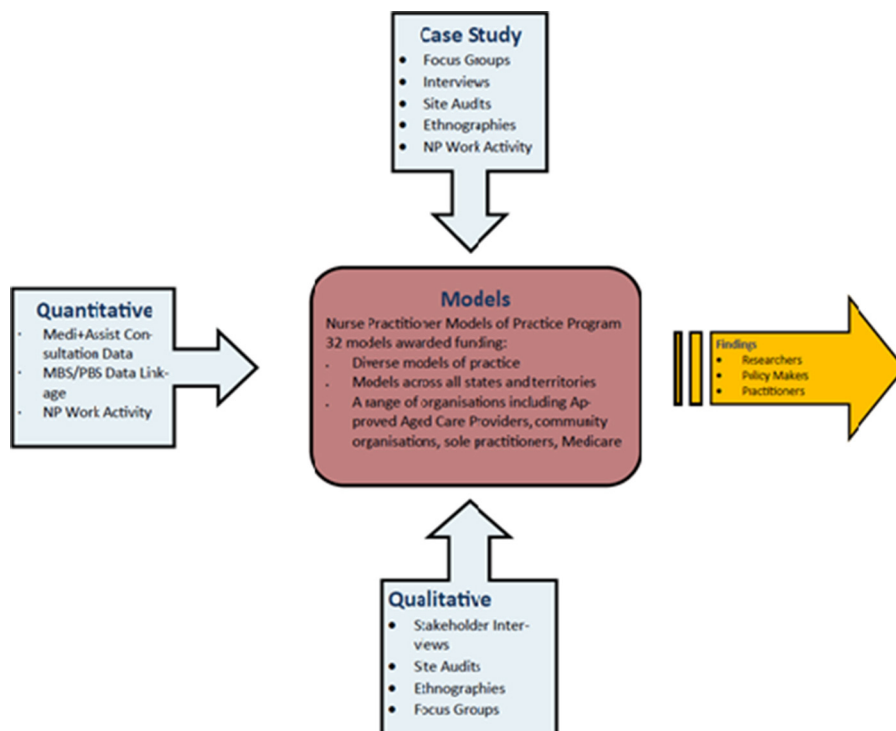 Case Study
• Focus Groups
• Interviews
• Site Audits
• Ethnographies
• NP Work Activity
Quantitative
· Medi+Assist Con-
sultation Data
· MBS/PBS Data Link-
age
· NP Work Activity
Models
Nurse Practitioner Models of Practice Program
32 models awarded funding:
. Diverse models of practice
. Models across all states and territories
. A range of organisations including Ap-
proved Aged Care Providers, community
organisations, sole practitioners, Medicare
Findings
• Researchers
• Policy Makers
• Practitioners
Qualitative
• Stakeholder Inter-
views
• Site Audits
• Ethnographies
• Focus Groups